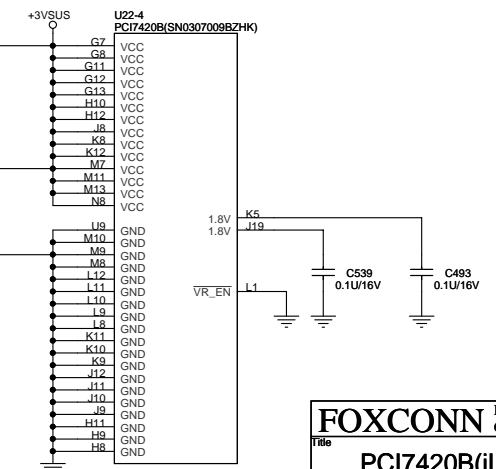 +3VSUS
U22-4
PCI7420B(SN0307009BZHK)
G7 VCC
G8 VCC
G11 VCC
G12 VCC
G13 VCC
H10 VCC
H12 VCC
J8 VCC
K8 VCC
K12 VCC
M7 VCC
M11 VCC
M13 VCC
N8 VCC
1.8V K5
1.8V J19
U9 GND
M10 GND
M9 GND
M8 GND
L12 GND
L11 GND
L10 GND
L9 GND
L8 GND
K11 GND
K10 GND
K9 GND
J12 GND
J11 GND
J10 GND
J9 GND
H11 GND
H9 GND
H8 GND
VR_EN L1
C539
0.1U/16V
C493
0.1U/16V
FOXCONN
Title
PCI7420B(iL